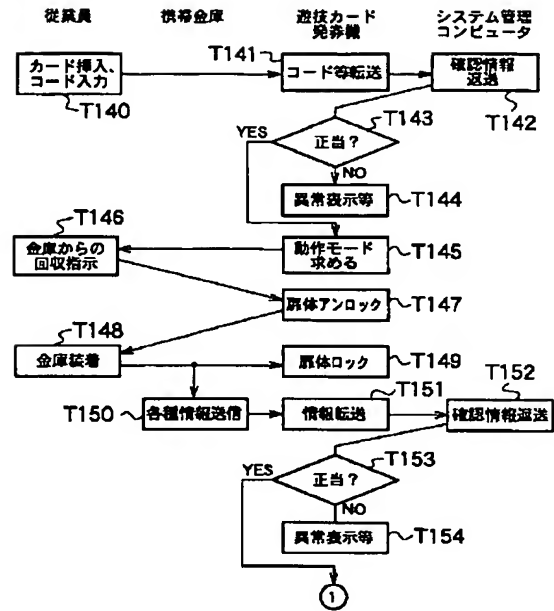 従業員
携帯金庫
遊技カード
発券機
システム管理
コンピュータ
カード挿入、
コード入力
T140
T141
コード等転送
確認情報
返送
T142
T143
正当?
YES
NO
異常表示等
T144
T146
金庫からの
回収指示
動作モード
求める
T145
扉体アンロック
T147
T148
金庫装着
扉体ロック
T149
T150
各種情報送信
T151
情報転送
T152
確認情報返送
T153
正当?
YES
NO
異常表示等
T154
1